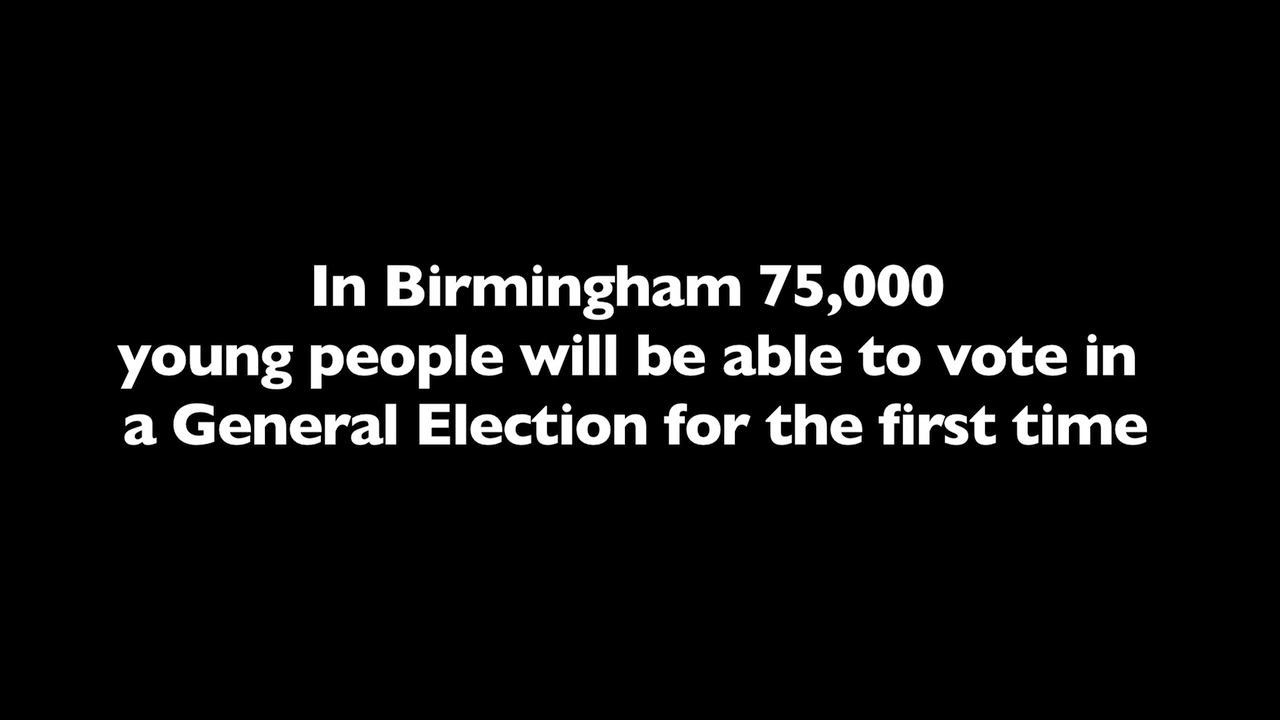 In Birmingham 75,000
young people will be able to vote in
a General Election for the first time